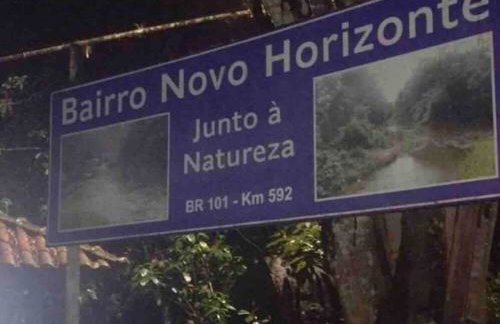 Bairro Novo Horizonte
Junto à
Natureza
BR 101 - Km 592